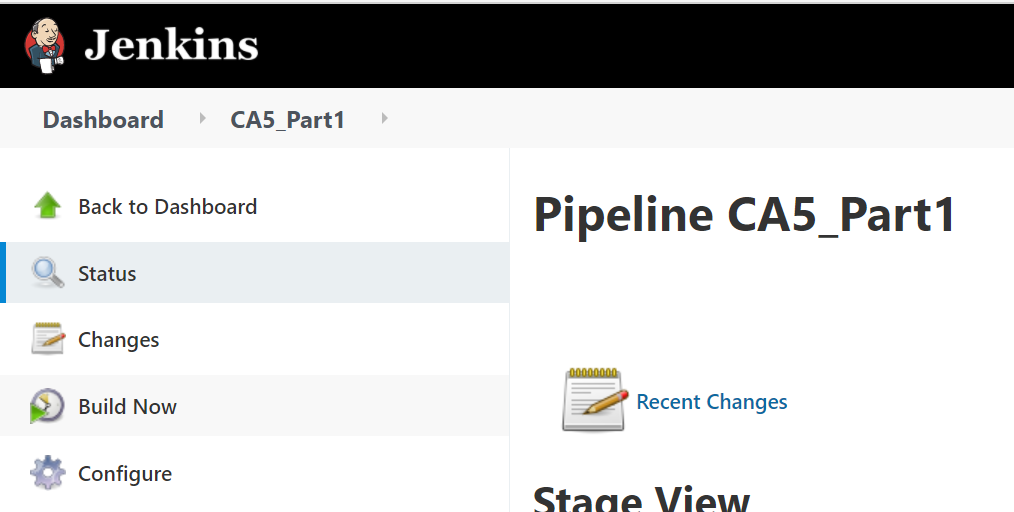 Jenkins
Dashboard CA5_Part1
Back to Dashboard
Status
Changes
Build Now
Configure
Pipeline CA5_Part1
Recent Changes
Stage View